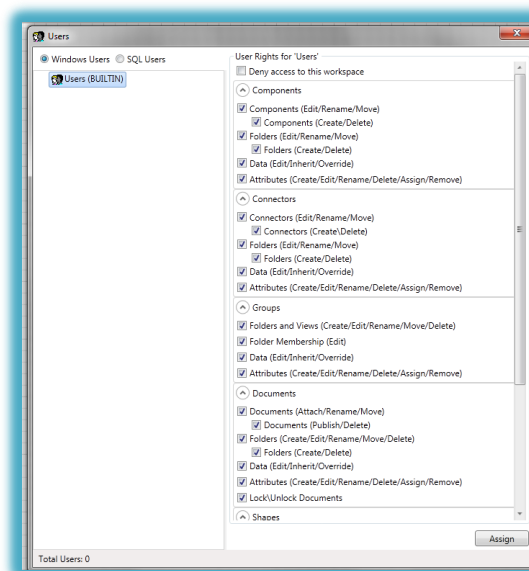 Users
Windows Users SQL Users
Users (BUILTIN)
User Rights for 'Users'
Deny access to this workspace
Components
Components (Edit/Rename/Move)
Components (Create/Delete)
Folders (Edit/Rename/Move)
Folders (Create/Delete)
Data (Edit/Inherit/Override)
Attributes (Create/Edit/Rename/Delete/Assign/Remove)
Connectors
Connectors (Edit/Rename/Move)
Connectors (Create\Delete)
Folders (Edit/Rename/Move)
Folders (Create/Delete)
Data (Edit/Inherit/Override)
Attributes (Create/Edit/Rename/Delete/Assign/Remove)
Groups
Folders and Views (Create/Edit/Rename/Move/Delete)
Folder Membership (Edit)
Data (Edit/Inherit/Override)
Attributes (Create/Edit/Rename/Delete/Assign/Remove)
Documents
Documents (Attach/Rename/Move)
Documents (Publish/Delete)
Folders (Create/Edit/Rename/Move/Delete)
Folders (Create/Delete)
Data (Edit/Inherit/Override)
Attributes (Create/Edit/Rename/Delete/Assign/Remove)
Lock\Unlock Documents
Shapes
Assign
Total Users: 0